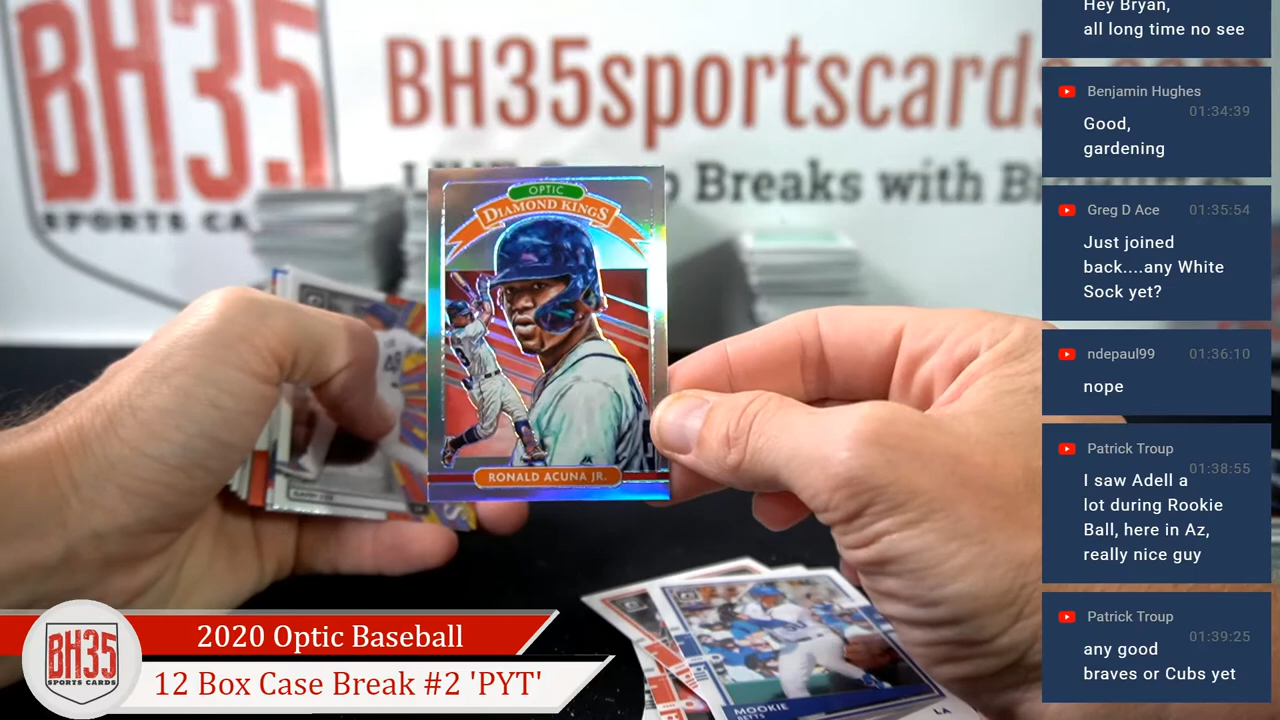 BH35
SPORTS CA
BH35sportscards.com
Breaks with B
OPTIC
DIAMOND KINGS
RONALD ACUNA JR.
MOOKIE
BETTS
LA
BH35
SPORTS CARDS
2020 Optic Baseball
12 Box Case Break #2 'PYT'
Hey Bryan,
all long time no see
Benjamin Hughes
01:34:39
Good,
gardening
Greg D Ace
01:35:54
Just joined
back....any White
Sock yet?
ndepaul99 01:36:10
nope
Patrick Troup
01:38:55
I saw Adell a
lot during Rookie
Ball, here in Az,
really nice guy
Patrick Troup
01:39:25
any good
braves or Cubs yet